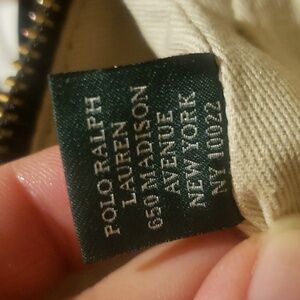 POLO RALPH
LAUREN
650 MADISON
AVENUE
NEW YORK
NY 10022